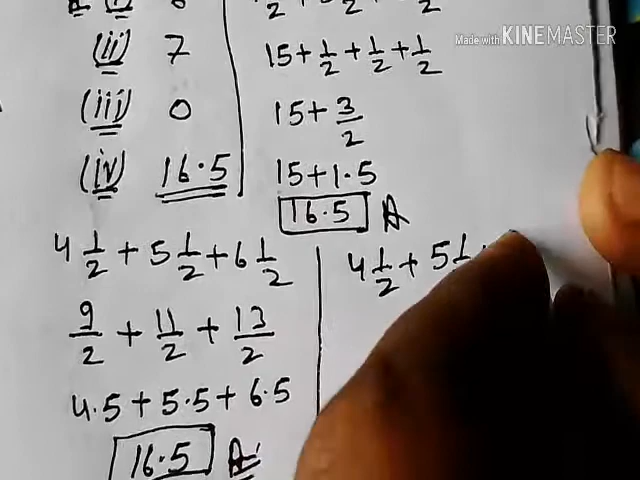 Made with KINEMASTER
(ii) 7
(iii) 0
(iv) 16.5
15 + 1/2 + 1/2 + 1/2
15 + 3/2
15 + 1.5
16.5 A
4 1/2 + 5 1/2 + 6 1/2
9/2 + 11/2 + 13/2
4.5 + 5.5 + 6.5
16.5 A
4 1/2 + 5 1/2